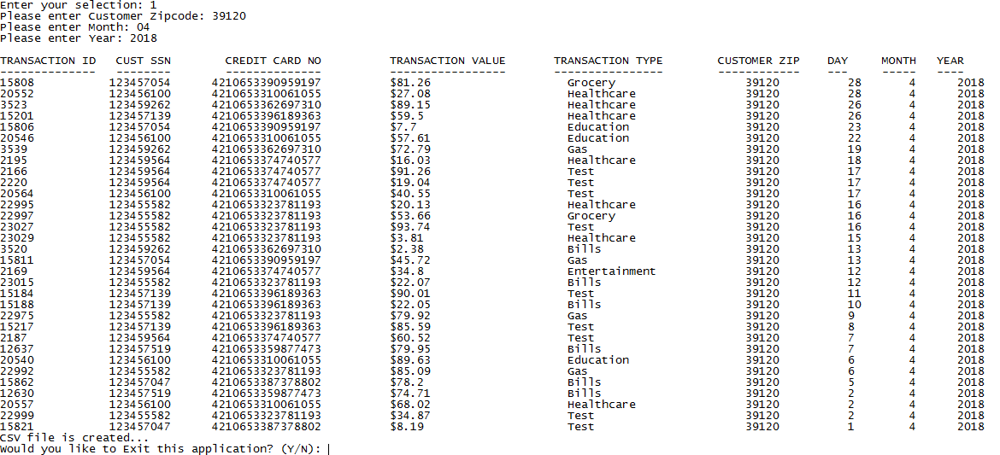 Enter your selection: 1
Please enter Customer Zipcode: 39120
Please enter Month: 04
Please enter Year: 2018
TRANSACTION ID CUST SSN CREDIT CARD NO TRANSACTION VALUE TRANSACTION TYPE CUSTOMER ZIP DAY MONTH YEAR
-------------- -------- -------------- ----------------- ---------------- ------------ --- ----- ----
15808 123457054 4210653390959197 $81.26 Grocery 39120 28 4 2018
20552 123456100 4210653310061055 $27.08 Healthcare 39120 28 4 2018
3523 123459262 4210653362697310 $89.15 Healthcare 39120 26 4 2018
15201 123457139 4210653396189363 $59.5 Healthcare 39120 26 4 2018
15806 123457054 4210653390959197 $7.7 Education 39120 23 4 2018
20546 123456100 4210653310061055 $57.61 Education 39120 22 4 2018
3539 123459262 4210653362697310 $72.79 Gas 39120 19 4 2018
2195 123459564 4210653374740577 $16.03 Healthcare 39120 18 4 2018
2166 123459564 4210653374740577 $91.26 Test 39120 17 4 2018
2220 123459564 4210653374740577 $19.04 Test 39120 17 4 2018
20564 123456100 4210653310061055 $40.55 Test 39120 17 4 2018
22995 123455582 4210653323781193 $20.13 Healthcare 39120 16 4 2018
22997 123455582 4210653323781193 $53.66 Grocery 39120 16 4 2018
23027 123455582 4210653323781193 $93.74 Test 39120 16 4 2018
23029 123455582 4210653323781193 $3.81 Healthcare 39120 15 4 2018
3520 123459262 4210653362697310 $2.38 Bills 39120 13 4 2018
15811 123457054 4210653390959197 $45.72 Gas 39120 13 4 2018
2169 123459564 4210653374740577 $34.8 Entertainment 39120 12 4 2018
23015 123455582 4210653323781193 $22.07 Bills 39120 12 4 2018
15184 123457139 4210653396189363 $90.01 Test 39120 11 4 2018
15188 123457139 4210653396189363 $22.05 Bills 39120 10 4 2018
22975 123455582 4210653323781193 $79.92 Gas 39120 9 4 2018
15217 123457139 4210653396189363 $85.59 Test 39120 8 4 2018
2187 123459564 4210653374740577 $60.52 Test 39120 7 4 2018
12637 123457519 4210653359877473 $79.95 Bills 39120 7 4 2018
20540 123456100 4210653310061055 $89.63 Education 39120 6 4 2018
22992 123455582 4210653323781193 $85.09 Gas 39120 6 4 2018
15862 123457047 4210653387378802 $78.2 Bills 39120 5 4 2018
12630 123457519 4210653359877473 $74.71 Bills 39120 2 4 2018
20557 123456100 4210653310061055 $68.02 Healthcare 39120 2 4 2018
22999 123455582 4210653323781193 $34.87 Test 39120 2 4 2018
15821 123457047 4210653387378802 $8.19 Test 39120 1 4 2018
CSV file is created...
Would you like to Exit this application? (Y/N):